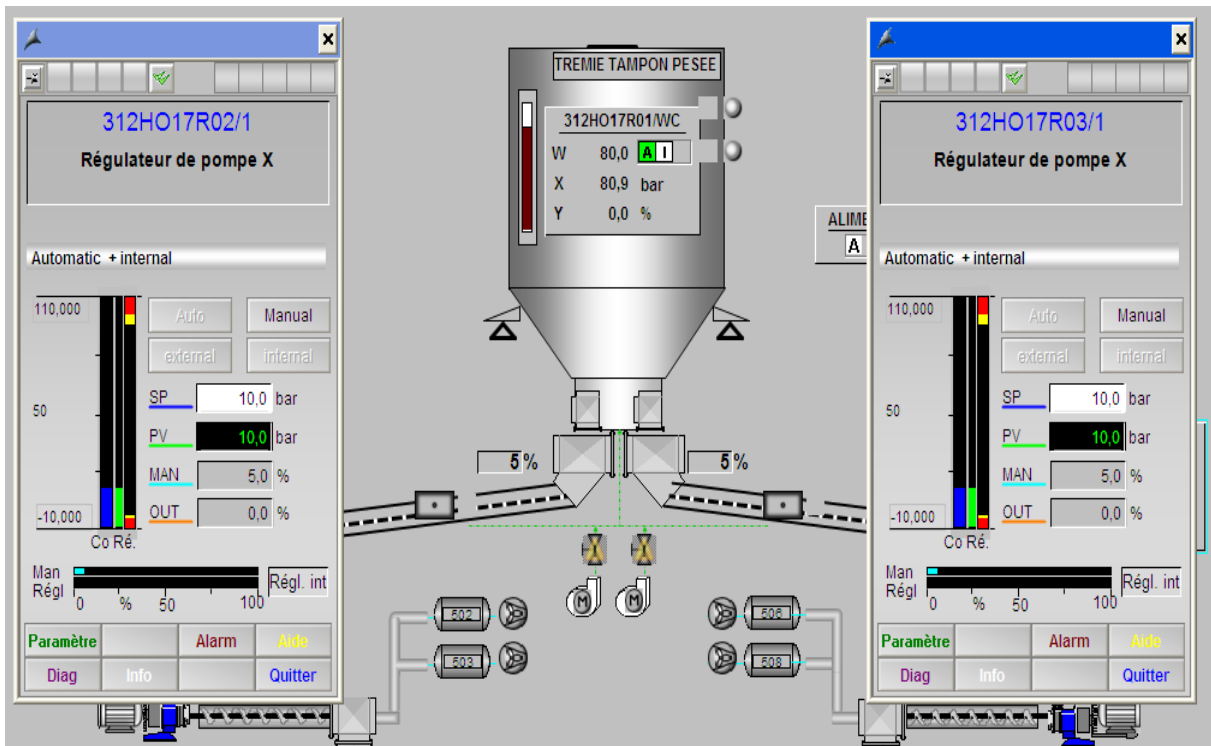 312HO17R02/1
Régulateur de pompe X
Automatic + internal
110,000
50
-10,000
Co Ré.
Auto
Manual
external
internal
SP 10,0 bar
PV 10,0 bar
MAN 5,0 %
OUT 0,0 %
Man
Régl
0 % 50 100
Régl. int
Paramètre Alarm Aide
Diag Info Quitter
TREMIE TAMPON PESEE
312HO17R01/WC
W 80,0 A I
X 80,9 bar
Y 0,0 %
5 %
5 %
M
M
502
503
506
508
ALIME
A
312HO17R03/1
Régulateur de pompe X
Automatic + internal
110,000
50
-10,000
Co Ré.
Auto
Manual
external
internal
SP 10,0 bar
PV 10,0 bar
MAN 5,0 %
OUT 0,0 %
Man
Régl
0 % 50 100
Régl. int
Paramètre Alarm Aide
Diag Info Quitter